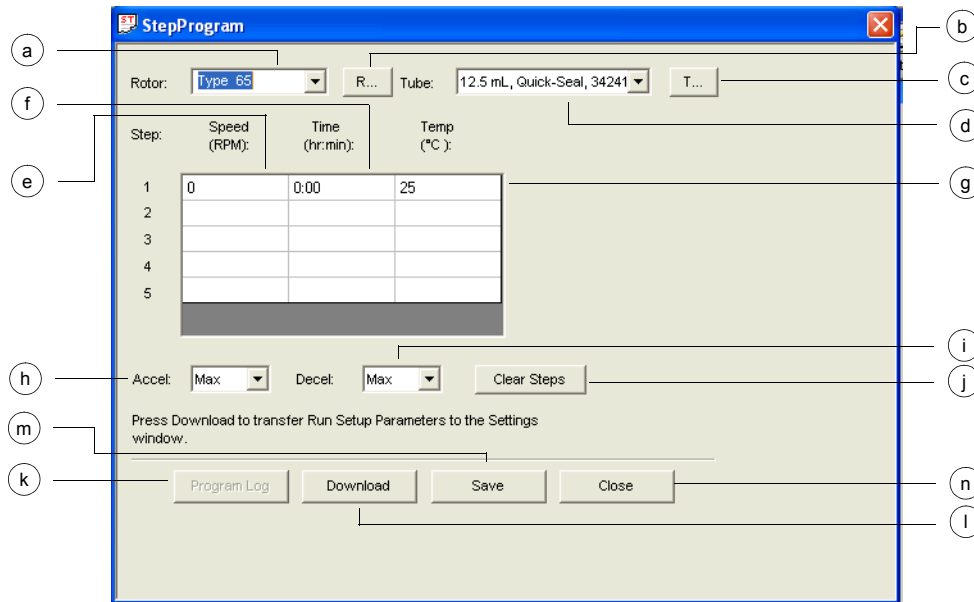 ST StepProgram
a
b
Rotor: Type 65 R... Tube: 12.5 mL, Quick-Seal, 34241 T...
c
f
d
Step: Speed (RPM): Time (hr:min): Temp (°C ):
e
g
1 0 0:00 25
2
3
4
5
i
h
Accel: Max Decel: Max Clear Steps
j
Press Download to transfer Run Setup Parameters to the Settings
window.
m
k
Program Log Download Save Close
n
l